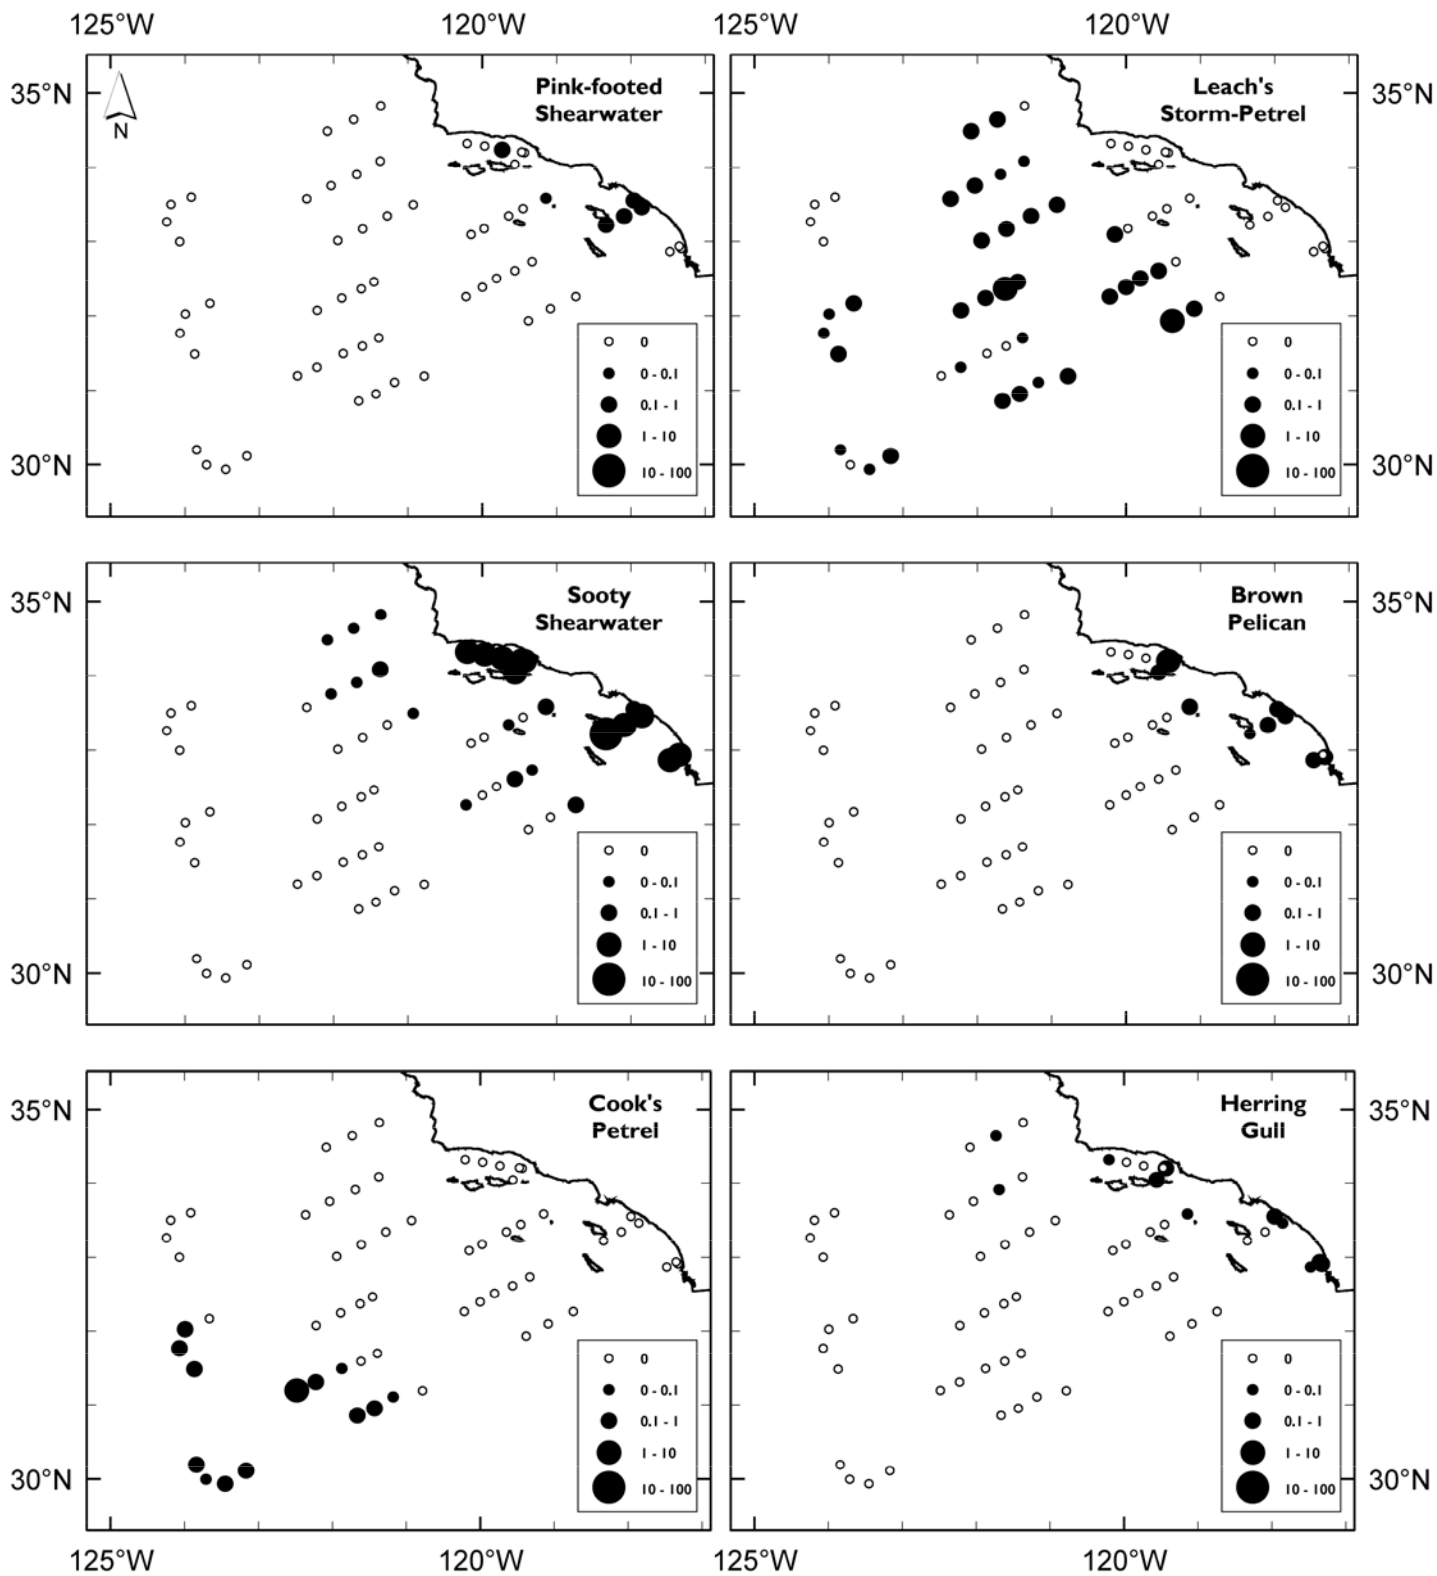 125°W 120°W 125°W 120°W
35°N
N
Pink-footed
Shearwater
0
0 - 0.1
0.1 - 1
1 - 10
10 - 100
30°N
Leach's
Storm-Petrel
35°N
0
0 - 0.1
0.1 - 1
1 - 10
10 - 100
30°N
35°N
Sooty
Shearwater
0
0 - 0.1
0.1 - 1
1 - 10
10 - 100
30°N
Brown
Pelican
35°N
0
0 - 0.1
0.1 - 1
1 - 10
10 - 100
30°N
35°N
Cook's
Petrel
0
0 - 0.1
0.1 - 1
1 - 10
10 - 100
30°N
Herring
Gull
35°N
0
0 - 0.1
0.1 - 1
1 - 10
10 - 100
30°N
125°W 120°W 125°W 120°W